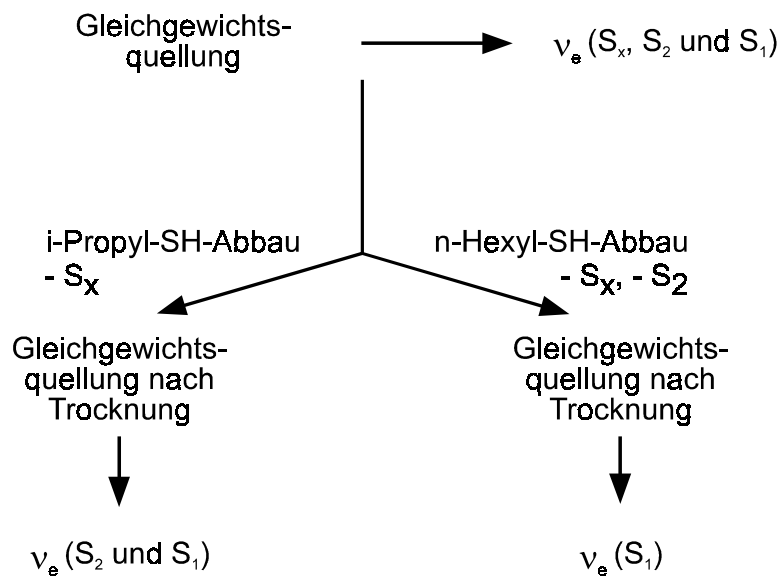 Gleichgewichts-
quellung
νe (Sx, S2 und S1)
i-Propyl-SH-Abbau
- Sx
n-Hexyl-SH-Abbau
- Sx, - S2
Gleichgewichts-
quellung nach
Trocknung
Gleichgewichts-
quellung nach
Trocknung
νe (S2 und S1)
νe (S1)